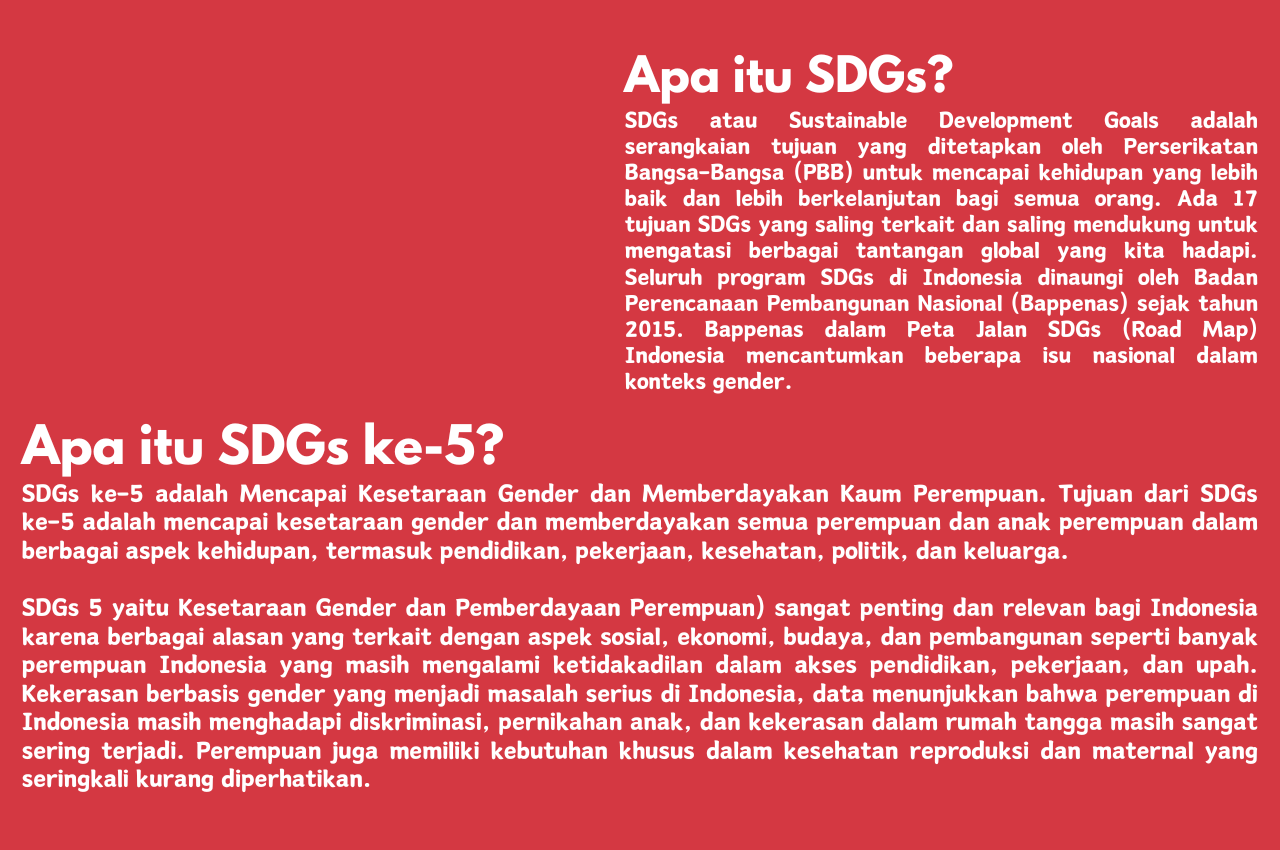 Apa itu SDGs?
SDGs atau Sustainable Development Goals adalah
serangkaian tujuan yang ditetapkan oleh Perserikatan
Bangsa-Bangsa (PBB) untuk mencapai kehidupan yang lebih
baik dan lebih berkelanjutan bagi semua orang. Ada 17
tujuan SDGs yang saling terkait dan saling mendukung untuk
mengatasi berbagai tantangan global yang kita hadapi.
Seluruh program SDGs di Indonesia dinaungi oleh Badan
Perencanaan Pembangunan Nasional (Bappenas) sejak tahun
2015. Bappenas dalam Peta Jalan SDGs (Road Map)
Indonesia mencantumkan beberapa isu nasional dalam
konteks gender.
Apa itu SDGs ke-5?
SDGs ke-5 adalah Mencapai Kesetaraan Gender dan Memberdayakan Kaum Perempuan. Tujuan dari SDGs
ke-5 adalah mencapai kesetaraan gender dan memberdayakan semua perempuan dan anak perempuan dalam
berbagai aspek kehidupan, termasuk pendidikan, pekerjaan, kesehatan, politik, dan keluarga.
SDGs 5 yaitu Kesetaraan Gender dan Pemberdayaan Perempuan) sangat penting dan relevan bagi Indonesia
karena berbagai alasan yang terkait dengan aspek sosial, ekonomi, budaya, dan pembangunan seperti banyak
perempuan Indonesia yang masih mengalami ketidakadilan dalam akses pendidikan, pekerjaan, dan upah.
Kekerasan berbasis gender yang menjadi masalah serius di Indonesia, data menunjukkan bahwa perempuan di
Indonesia masih menghadapi diskriminasi, pernikahan anak, dan kekerasan dalam rumah tangga masih sangat
sering terjadi. Perempuan juga memiliki kebutuhan khusus dalam kesehatan reproduksi dan maternal yang
seringkali kurang diperhatikan.